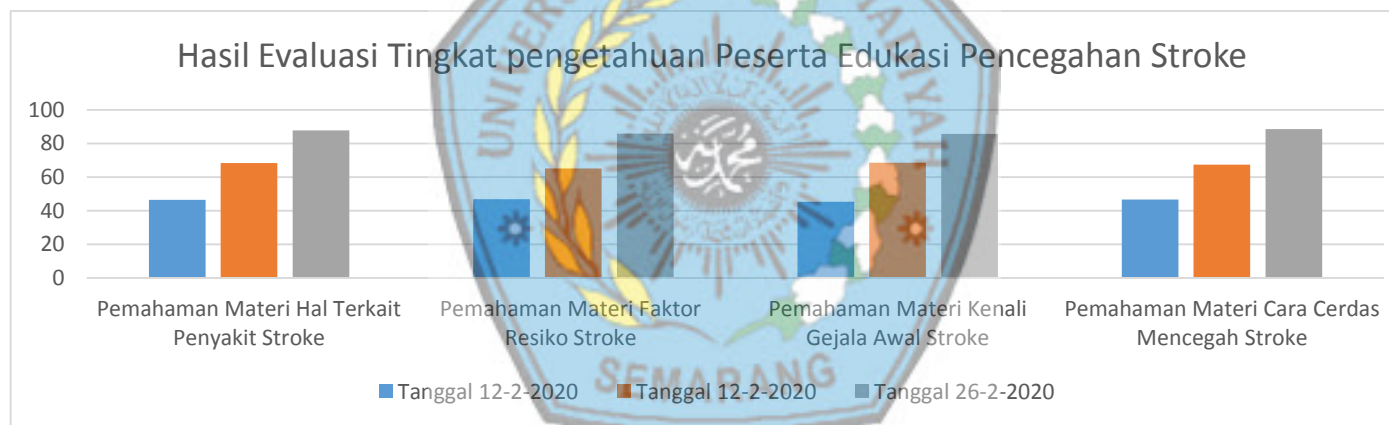 Hasil Evaluasi Tingkat pengetahuan Peserta Edukasi Pencegahan Stroke
100
80
60
40
20
0
Pemahaman Materi Hal Terkait
Penyakit Stroke
Pemahaman Materi Faktor
Resiko Stroke
Pemahaman Materi Kenali
Gejala Awal Stroke
Pemahaman Materi Cara Cerdas
Mencegah Stroke
Tanggal 12-2-2020 Tanggal 12-2-2020 Tanggal 26-2-2020
SEMARANG